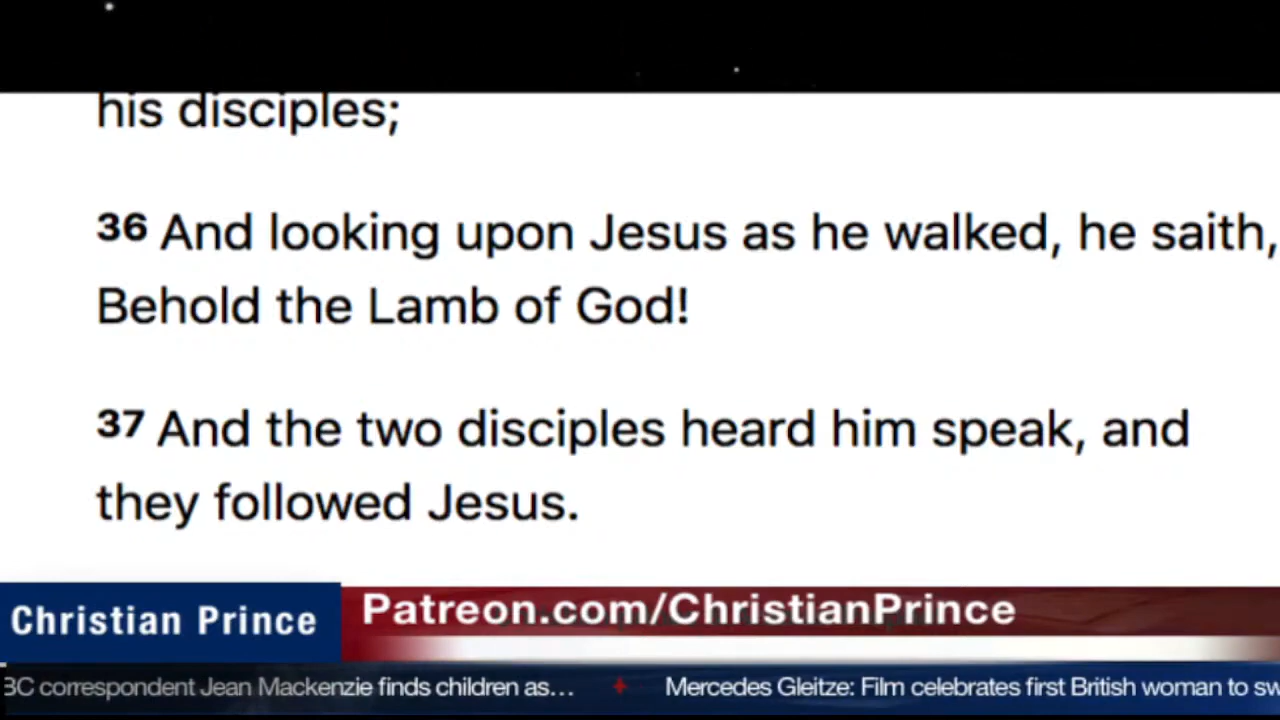 his disciples;
36 And looking upon Jesus as he walked, he saith,
Behold the Lamb of God!
37 And the two disciples heard him speak, and
they followed Jesus.
Christian Prince
Patreon.com/ChristianPrince
BC correspondent Jean Mackenzie finds children as… Mercedes Gleitze: Film celebrates first British woman to sw